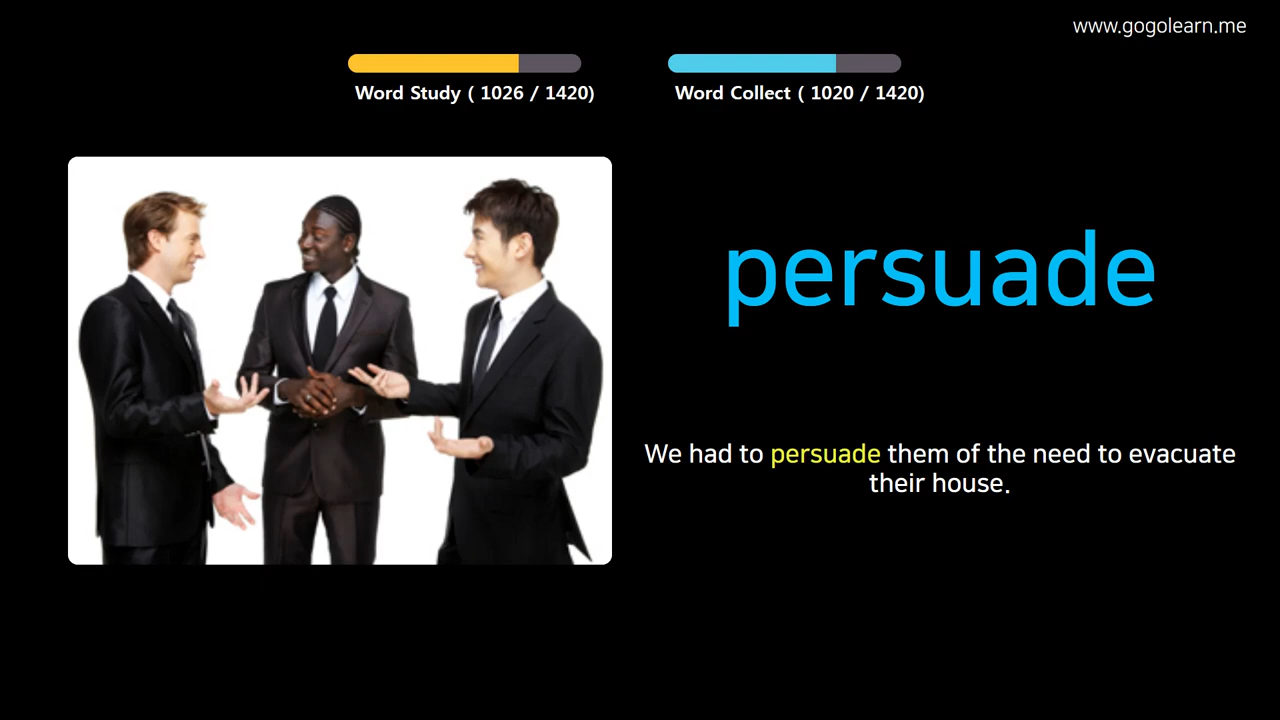 www.gogolearn.me
Word Study ( 1026 / 1420)
Word Collect ( 1020 / 1420)
persuade
We had to persuade them of the need to evacuate
their house.